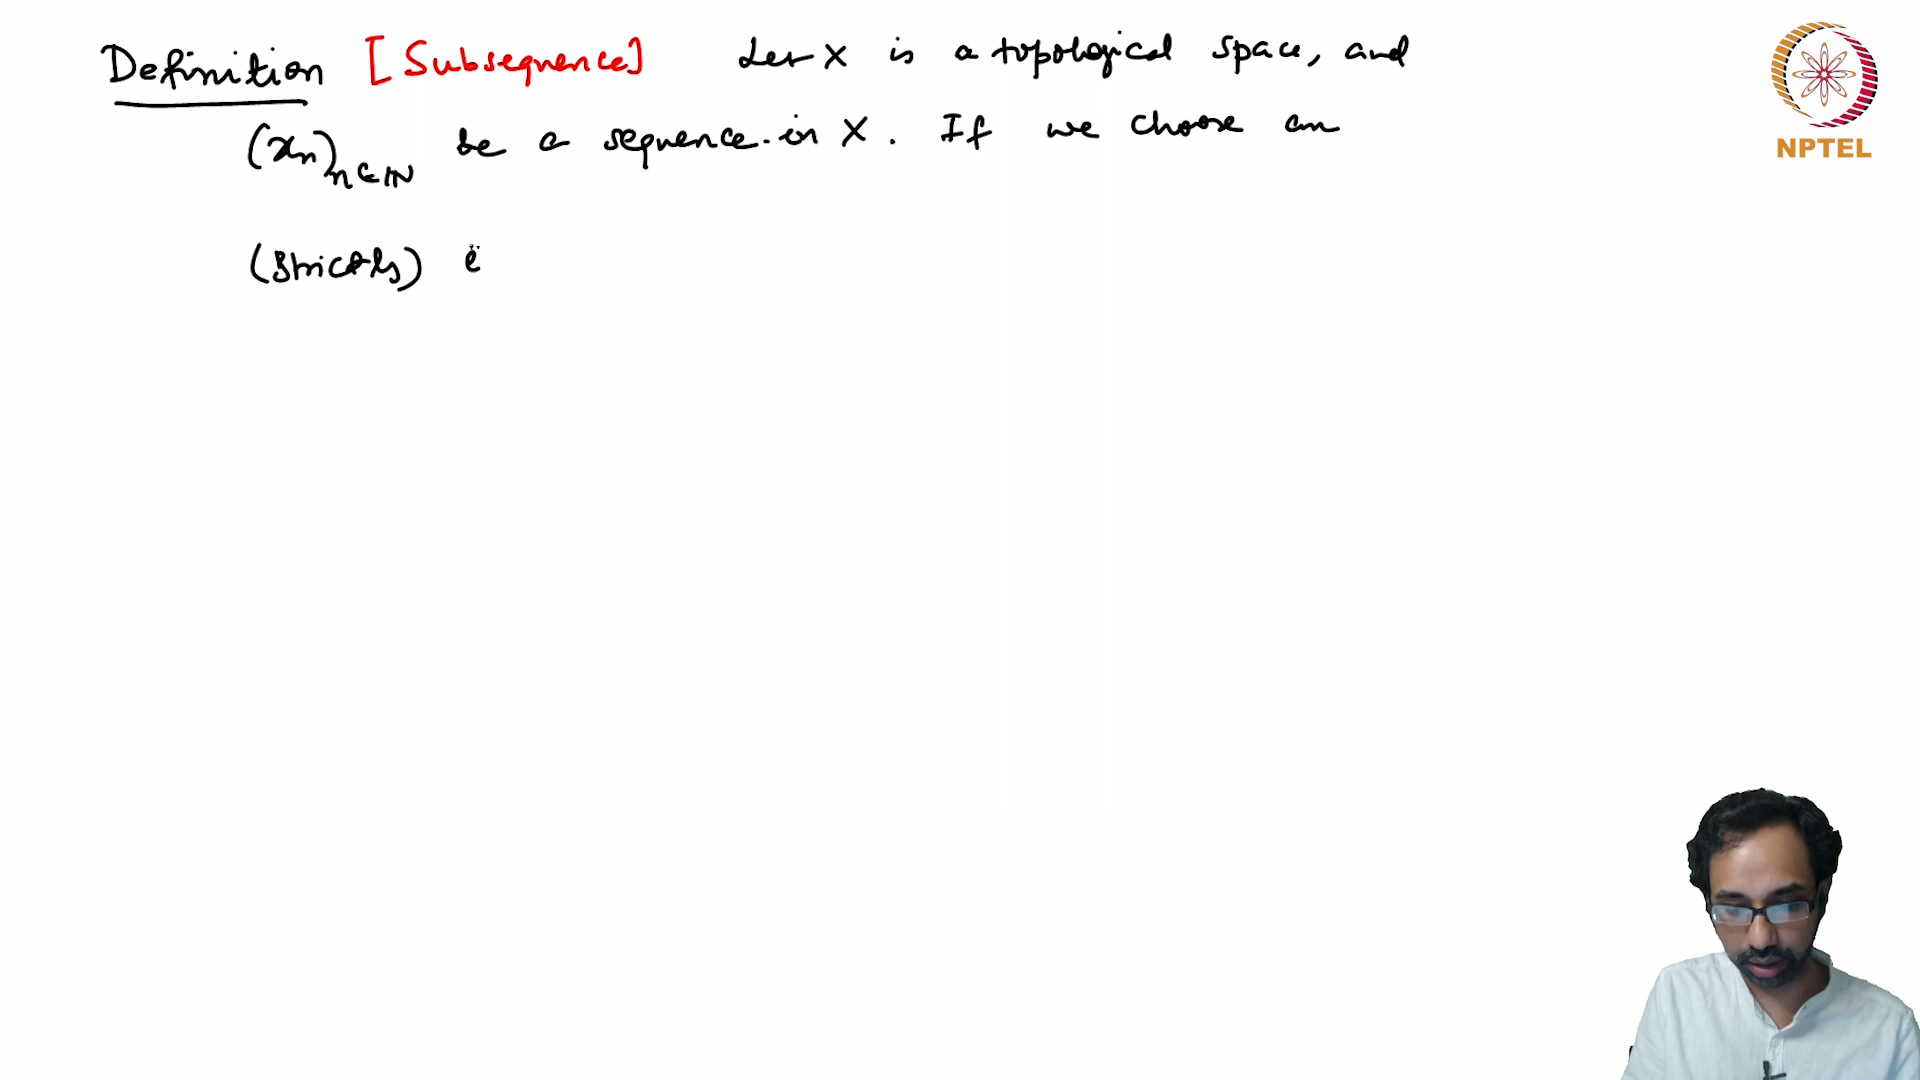 Definition [Subsequence] Let X is a topological space, and
(xn)n∈ℕ be a sequence in X. If we choose an
(strictly) i
NPTEL